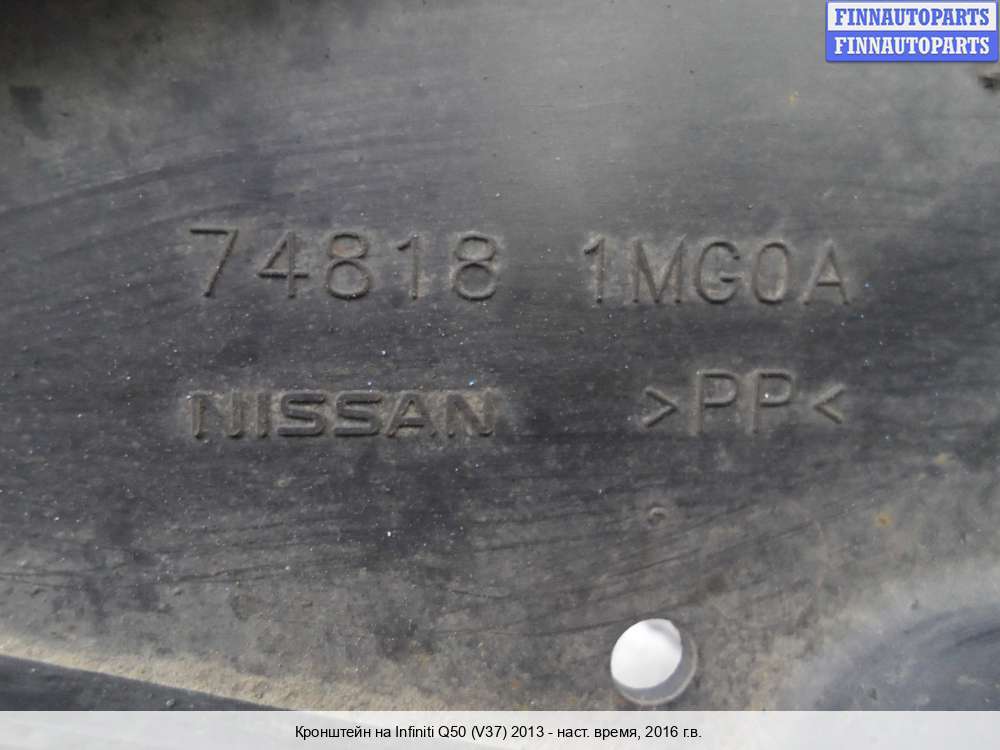 FINNAUTOPARTS
FINNAUTOPARTS
74818 1MG0A
NISSAN >PP<
Кронштейн на Infiniti Q50 (V37) 2013 - наст. время, 2016 г.в.